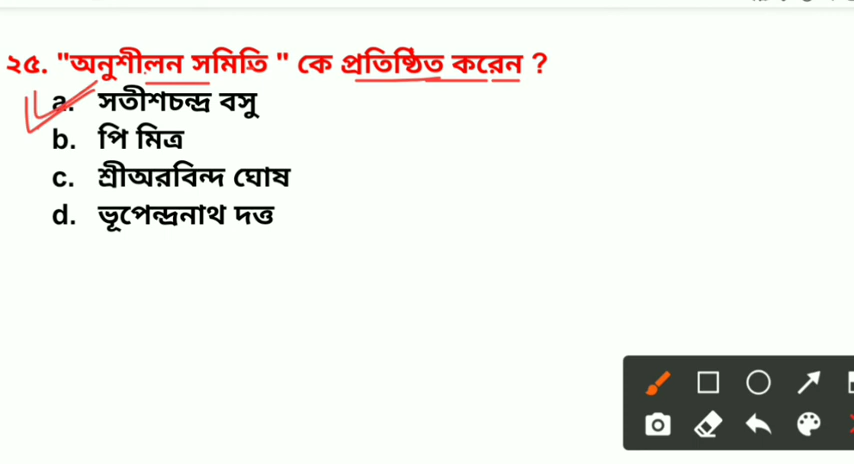 ২৫. "অনুশীলন সমিতি " কে প্রতিষ্ঠিত করেন ?
a. সতীশচন্দ্র বসু
b. পি মিত্র
c. শ্রীঅরবিন্দ ঘোষ
d. ভূপেন্দ্রনাথ দত্ত